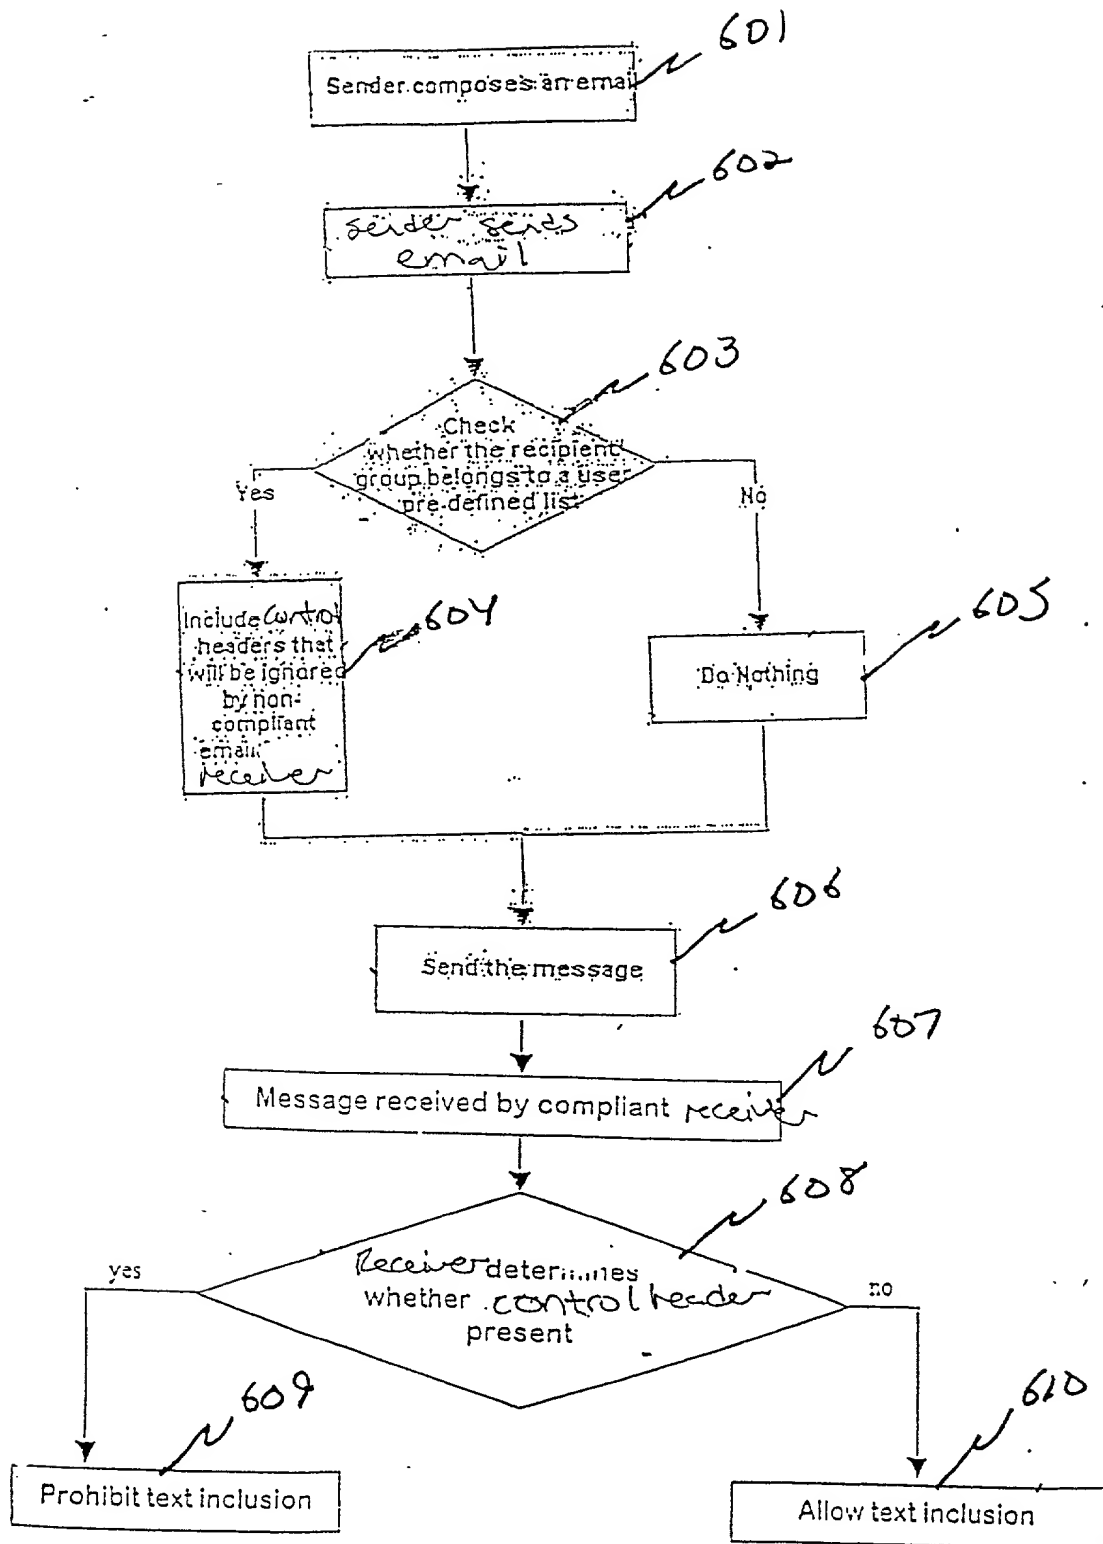 601
Sender composes an email
602
sender sends
email
603
Check
whether the recipient
group belongs to a user
pre-defined list
Yes
No
604
Include control
headers that
will be ignored
by non-
compliant
email
receiver
605
Do Nothing
606
Send the message
607
Message received by compliant receiver
608
Receiver determines
whether control header
present
yes
no
609
Prohibit text inclusion
610
Allow text inclusion